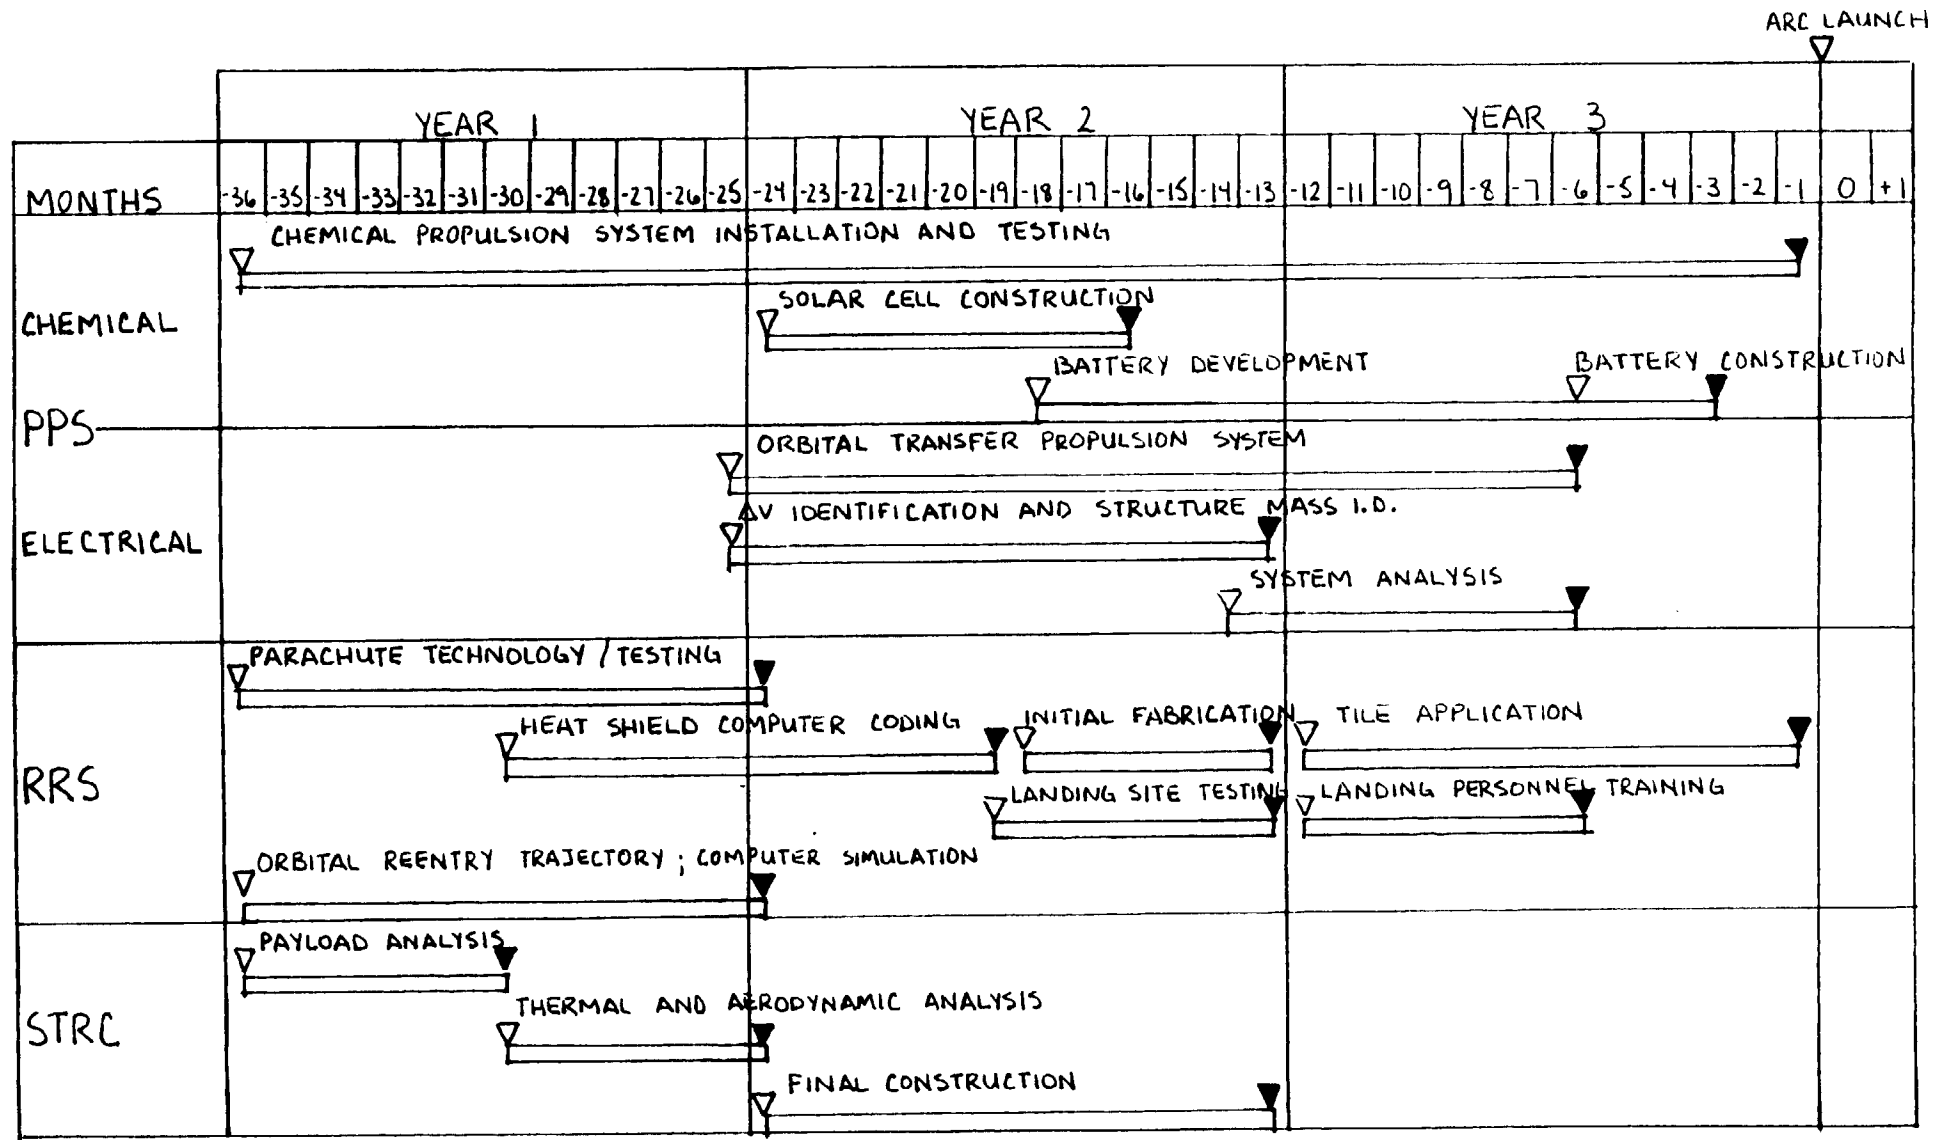 ARC LAUNCH
YEAR 1 YEAR 2 YEAR 3
MONTHS -36 -35 -34 -33 -32 -31 -30 -29 -28 -27 -26 -25 -24 -23 -22 -21 -20 -19 -18 -17 -16 -15 -14 -13 -12 -11 -10 -9 -8 -7 -6 -5 -4 -3 -2 -1 0 +1
CHEMICAL PROPULSION SYSTEM INSTALLATION AND TESTING
SOLAR CELL CONSTRUCTION
CHEMICAL
BATTERY DEVELOPMENT BATTERY CONSTRUCTION
PPS
ORBITAL TRANSFER PROPULSION SYSTEM
ΔV IDENTIFICATION AND STRUCTURE MASS I.D.
ELECTRICAL
SYSTEM ANALYSIS
PARACHUTE TECHNOLOGY / TESTING
HEAT SHIELD COMPUTER CODING INITIAL FABRICATION TILE APPLICATION
RRS
LANDING SITE TESTING LANDING PERSONNEL TRAINING
ORBITAL REENTRY TRAJECTORY ; COMPUTER SIMULATION
PAYLOAD ANALYSIS
THERMAL AND AERODYNAMIC ANALYSIS
STRC
FINAL CONSTRUCTION